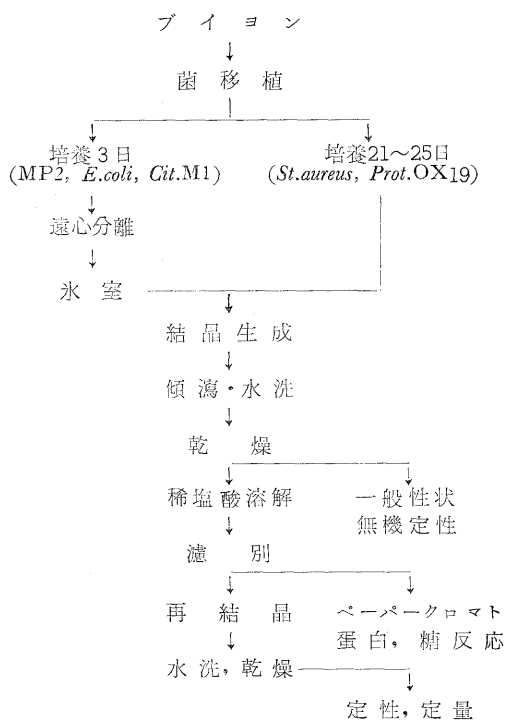 ブイヨン
菌移植
培養3日
(MP2, E.coli, Cit.M1)
培養21～25日
(St.aureus, Prot.OX19)
遠心分離
氷室
結晶生成
傾瀉・水洗
乾燥
稀塩酸溶解
一般性状
無機定性
濾別
再結晶
ペーパークロマト
蛋白，糖反応
水洗，乾燥
定性，定量